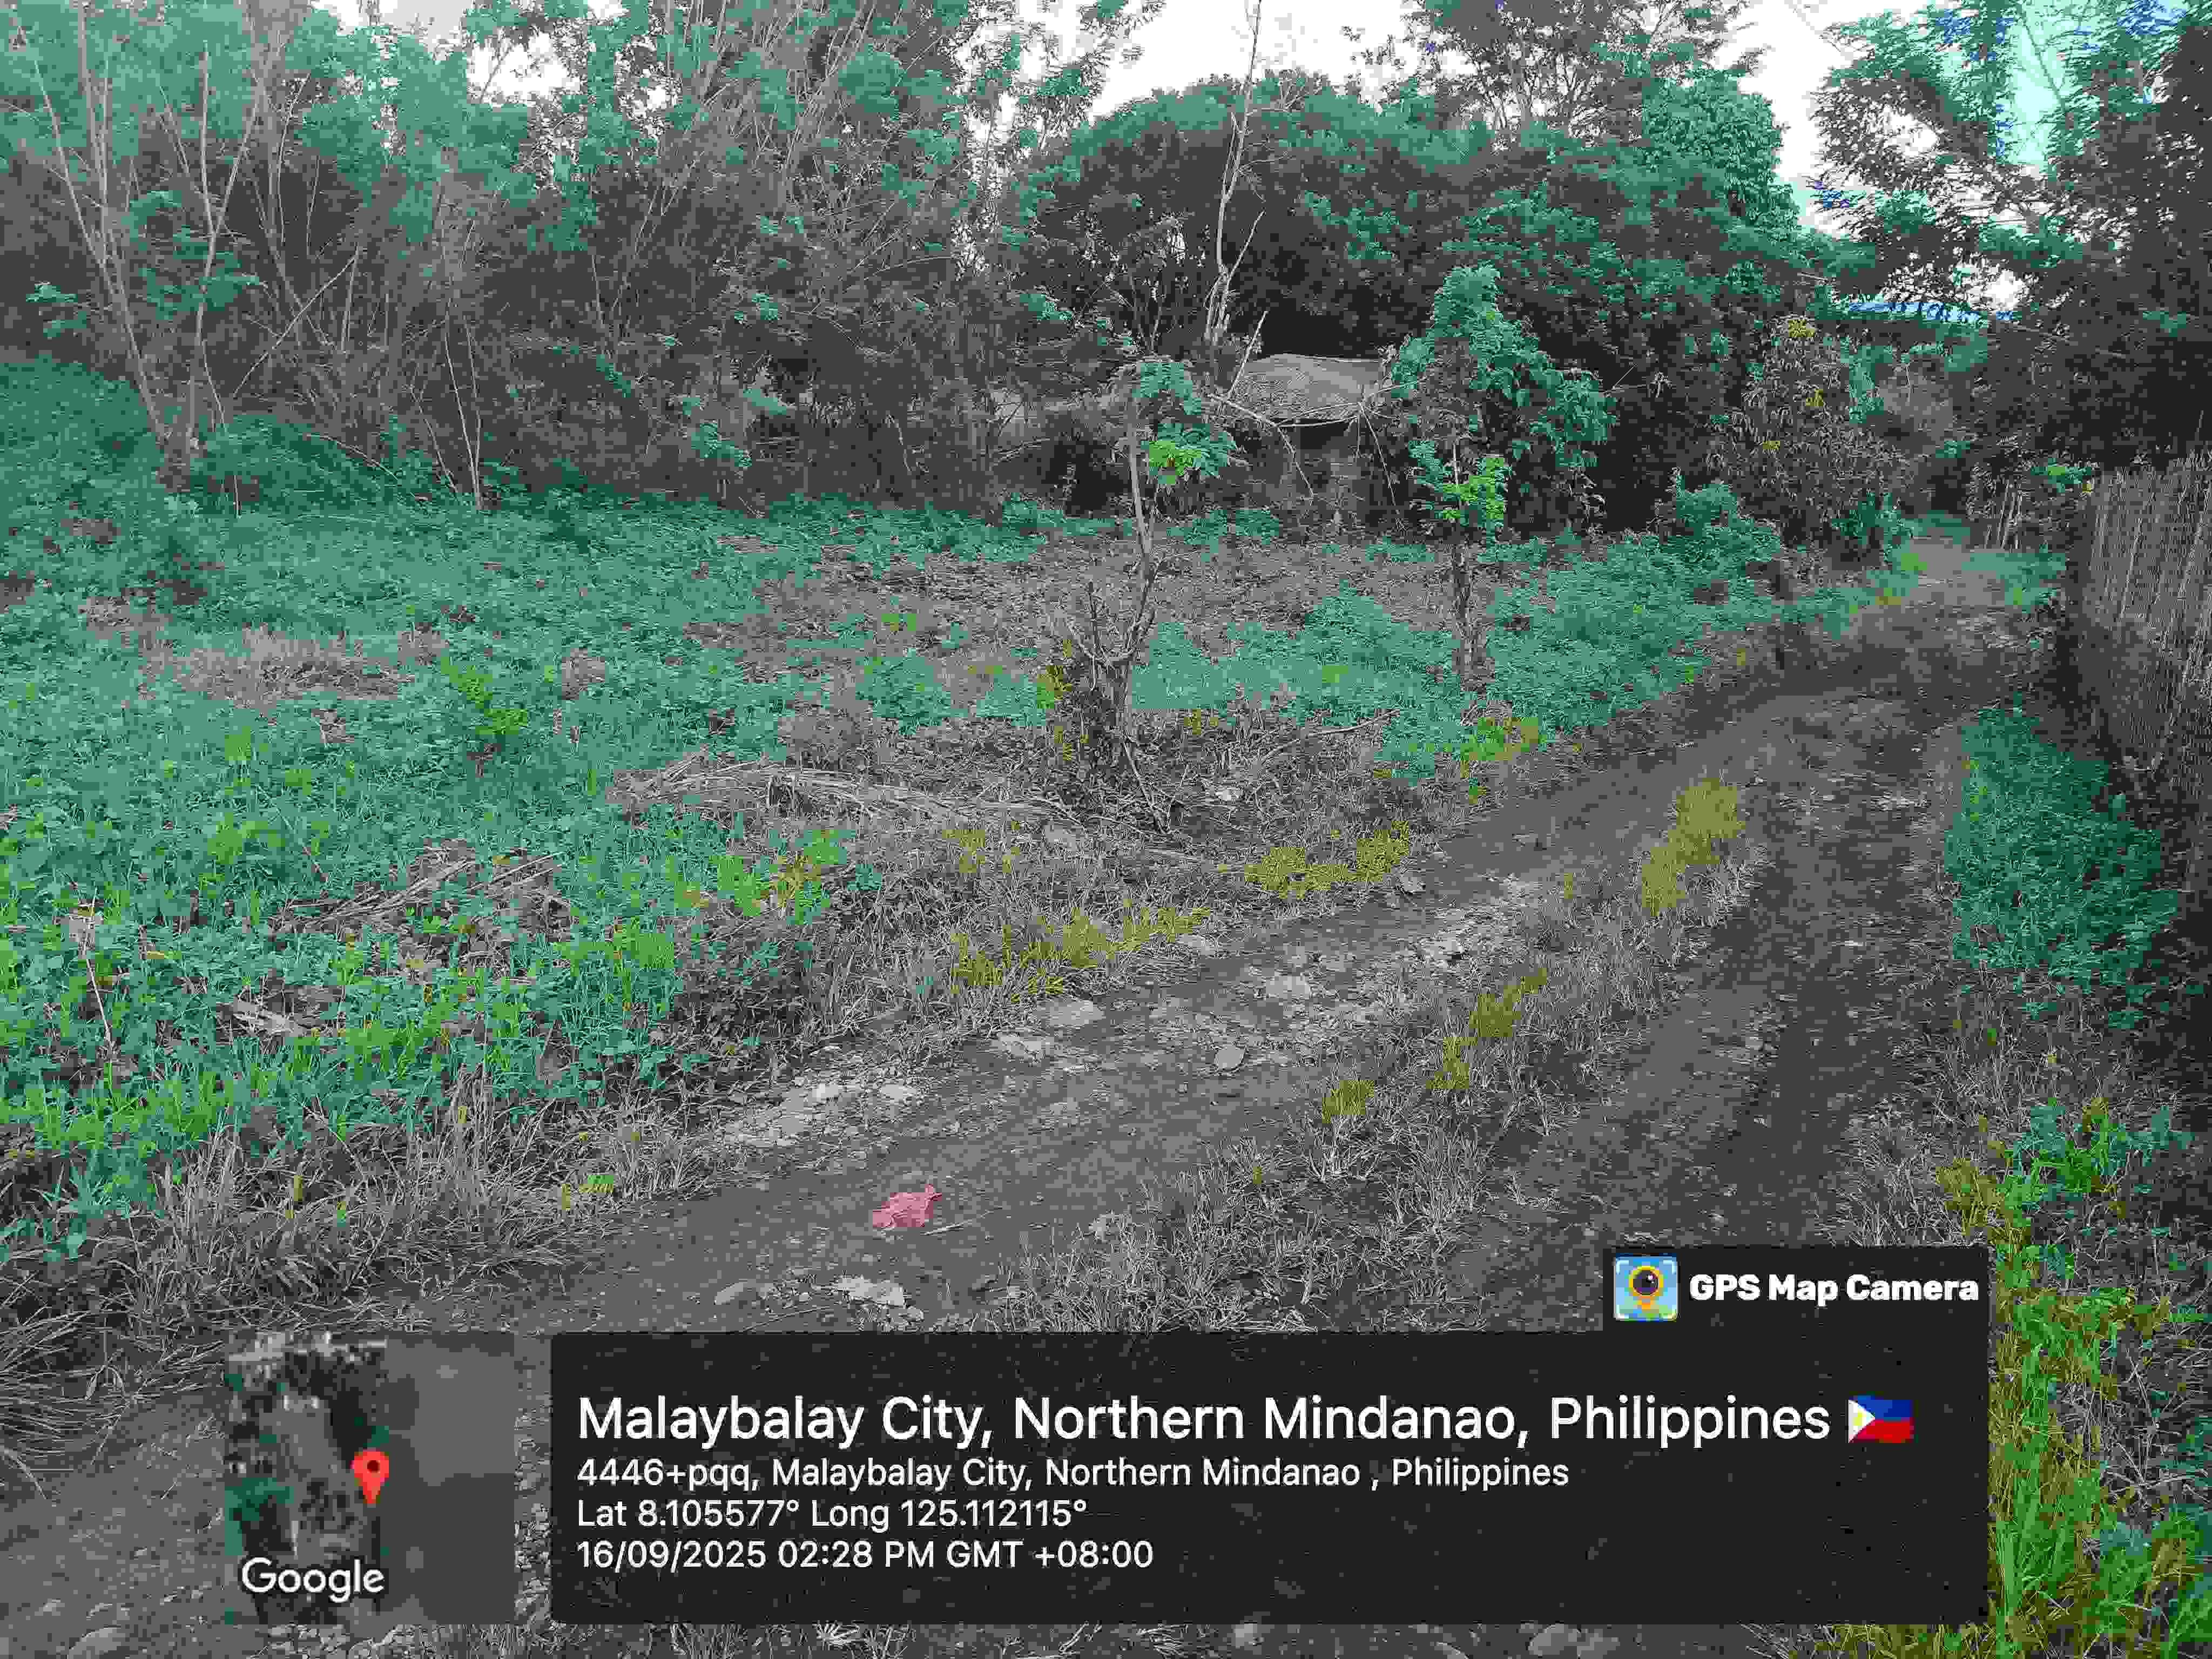 GPS Map Camera
Malaybalay City, Northern Mindanao, Philippines 🇵🇭
4446+pqq, Malaybalay City, Northern Mindanao , Philippines
Lat 8.105577° Long 125.112115°
16/09/2025 02:28 PM GMT +08:00
Google